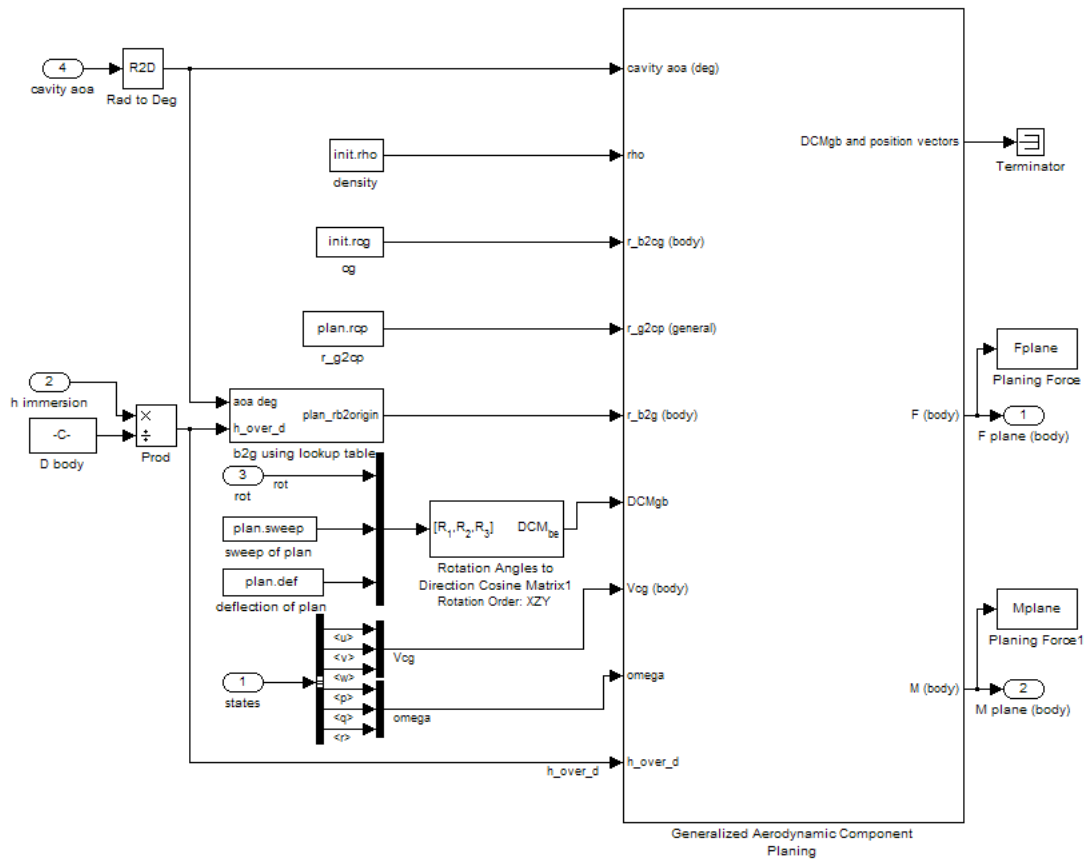 4
cavity aoa
R2D
Rad to Deg
cavity aoa (deg)
DCMgb and position vectors
Terminator
init.rho
density
rho
init.rcg
cg
r_b2cg (body)
plan.rcp
r_g2cp
r_g2cp (general)
2
h immersion
-C-
D body
×
÷
Prod
aoa deg
h_over_d
plan_rb2origin
b2g using lookup table
r_b2g (body)
F (body)
Fplane
Planing Force
1
F plane (body)
3
rot
rot
plan.sweep
sweep of plan
plan.def
deflection of plan
[R1,R2,R3]
DCMbe
Rotation Angles to
Direction Cosine Matrix1
Rotation Order: XZY
DCMgb
Vcg (body)
1
states
<u>
<v>
<w>
<p>
<q>
<r>
Vcg
omega
omega
M (body)
Mplane
Planing Force1
2
M plane (body)
h_over_d
h_over_d
Generalized Aerodynamic Component
Planing